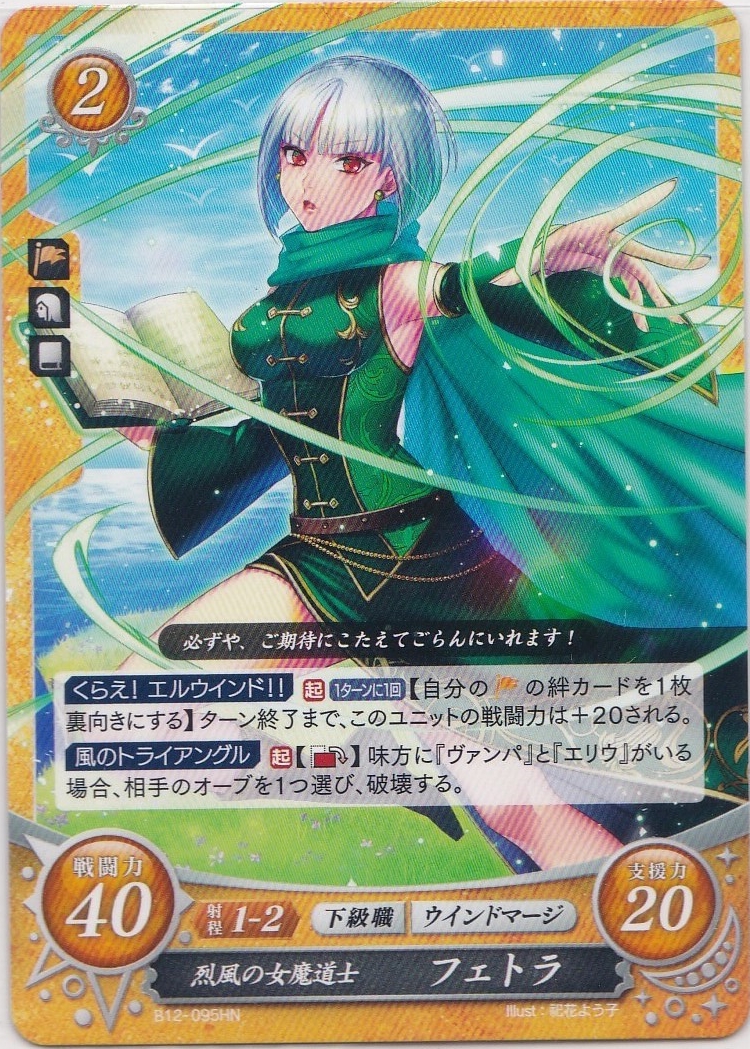 2
必ずや、ご期待にこたえてごらんにいれます!
くらえ! エルウインド!! 起 1ターンに1回【自分の の絆カードを1枚
裏向きにする】ターン終了まで、このユニットの戦闘力は+20される。
風のトライアングル 起【 】味方に『ヴァンパ』と『エリウ』がいる
場合、相手のオーブを1つ選び、破壊する。
戦闘力
40
射程 1-2 下級職 ウインドマージ
支援力
20
烈風の女魔道士 フェトラ
B12-095HN
Illust:祀花よう子